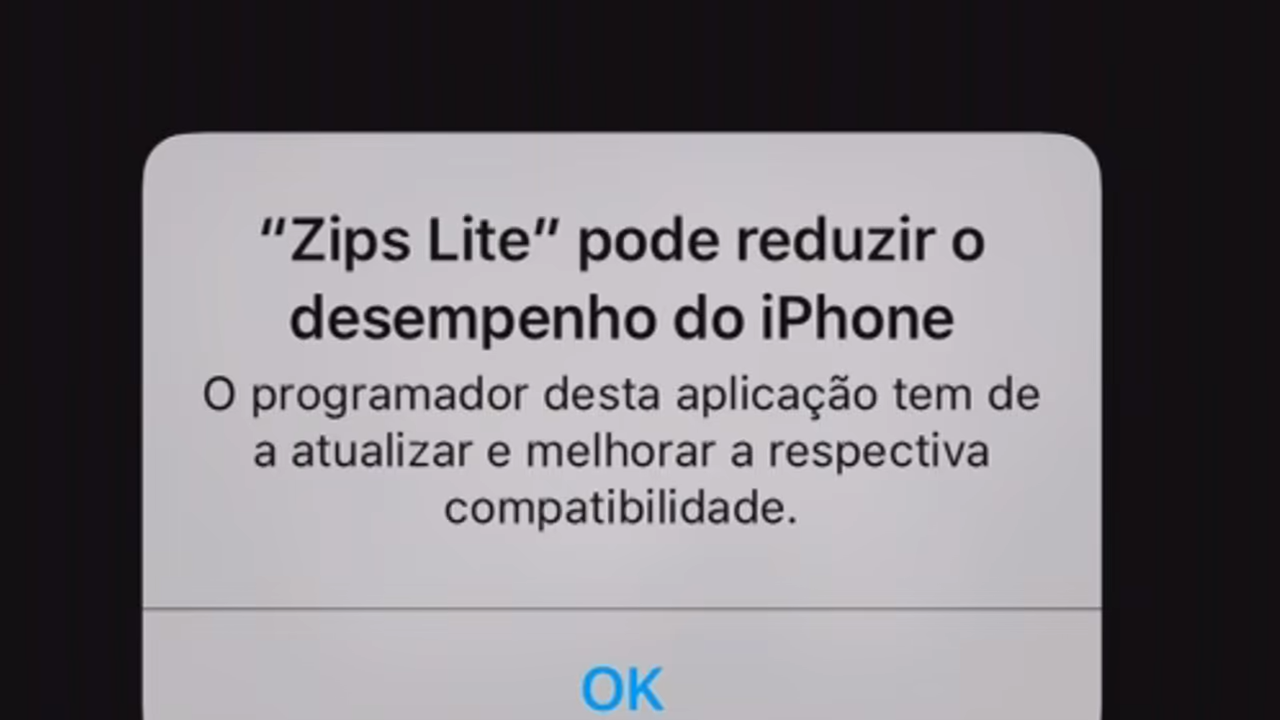 “Zips Lite” pode reduzir o
desempenho do iPhone
O programador desta aplicação tem de
a atualizar e melhorar a respectiva
compatibilidade.
OK